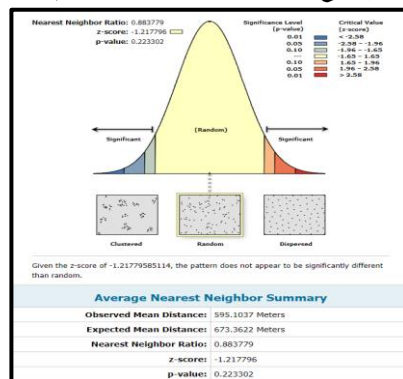 Nearest Neighbor Ratio: 0.883779
z-score: -1.217796
p-value: 0.223302
Significance Level (p-value)
Critical Value (z-score)
0.01 < -2.58
0.05 -2.58 - -1.96
0.10 -1.96 - -1.65
--- -1.65 - 1.65
0.10 1.65 - 1.96
0.05 1.96 - 2.58
0.01 > 2.58
Significant
(Random)
Significant
Clustered
Random
Dispersed
Given the z-score of -1.21779585114, the pattern does not appear to be significantly different
than random.
Average Nearest Neighbor Summary
Observed Mean Distance: 595.1037 Meters
Expected Mean Distance: 673.3622 Meters
Nearest Neighbor Ratio: 0.883779
z-score: -1.217796
p-value: 0.223302